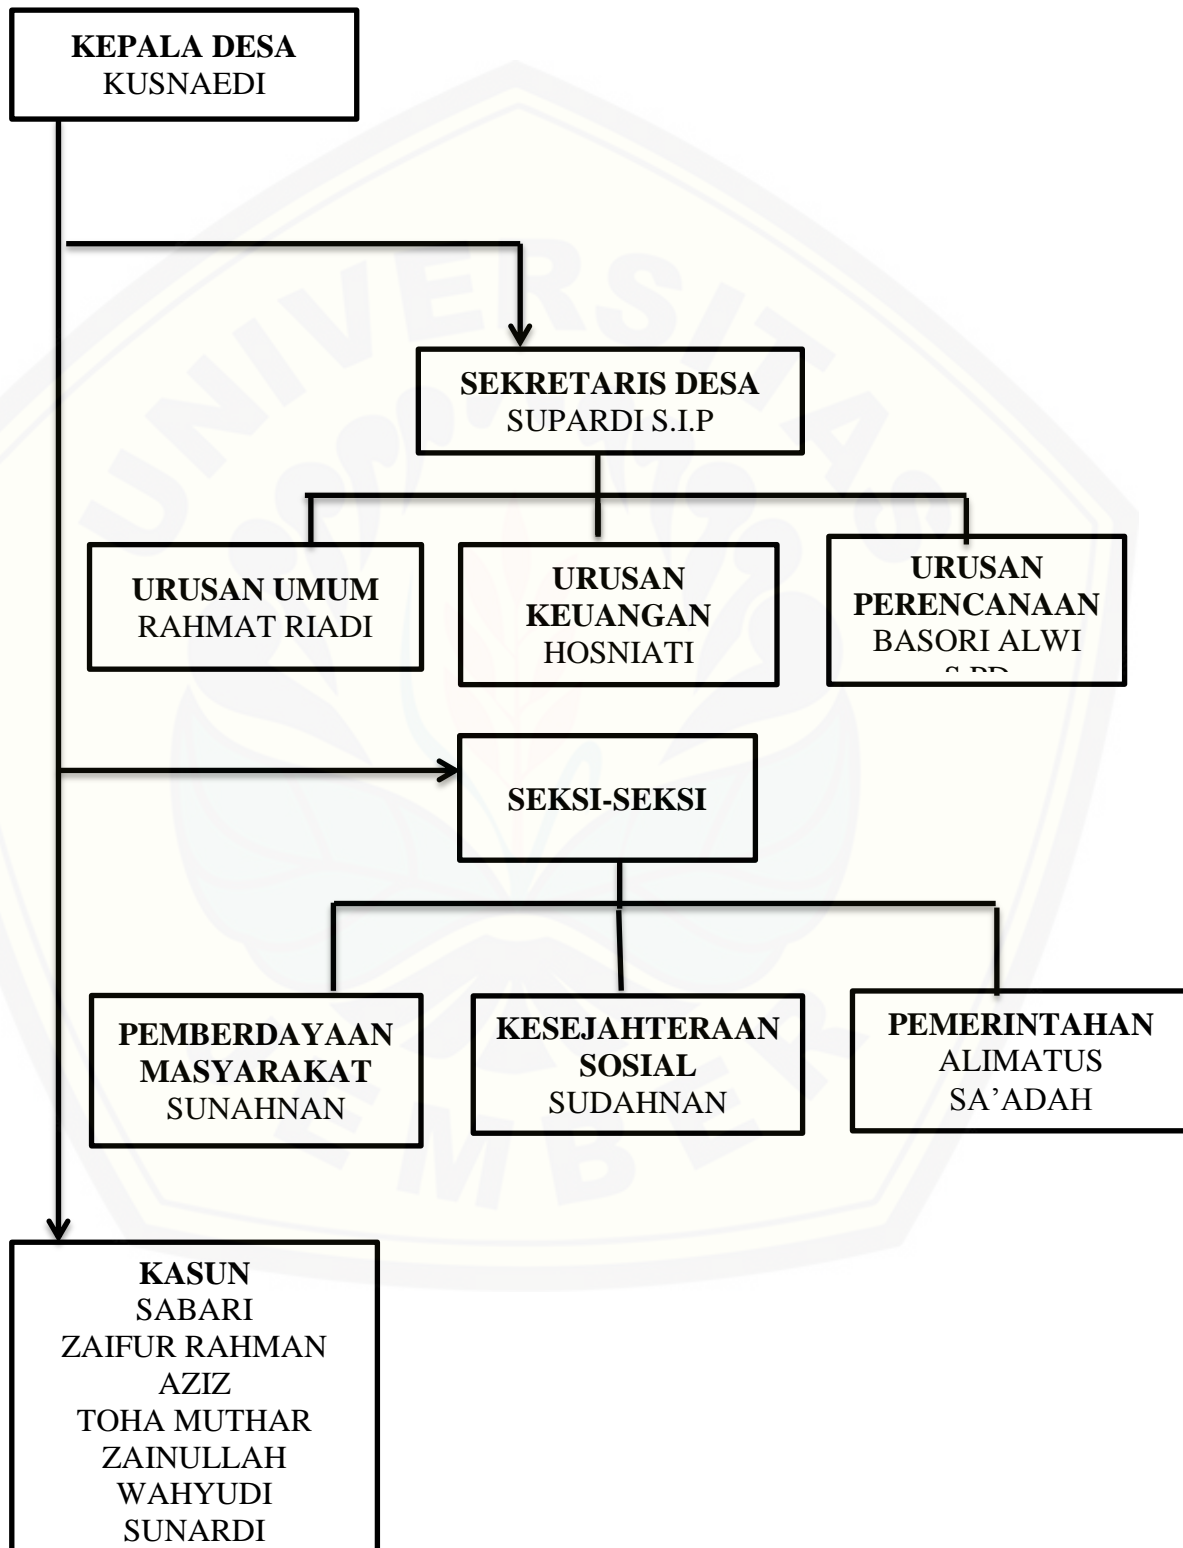 KEPALA DESA
KUSNAEDI
SEKRETARIS DESA
SUPARDI S.I.P
URUSAN UMUM
RAHMAT RIADI
URUSAN
KEUANGAN
HOSNIATI
URUSAN
PERENCANAAN
BASORI ALWI
SEKSI-SEKSI
PEMBERDAYAAN
MASYARAKAT
SUNAHNAN
KESEJAHTERAAN
SOSIAL
SUDAHNAN
PEMERINTAHAN
ALIMATUS
SA’ADAH
KASUN
SABARI
ZAIFUR RAHMAN
AZIZ
TOHA MUTHAR
ZAINULLAH
WAHYUDI
SUNARDI
UNIVERSITAS